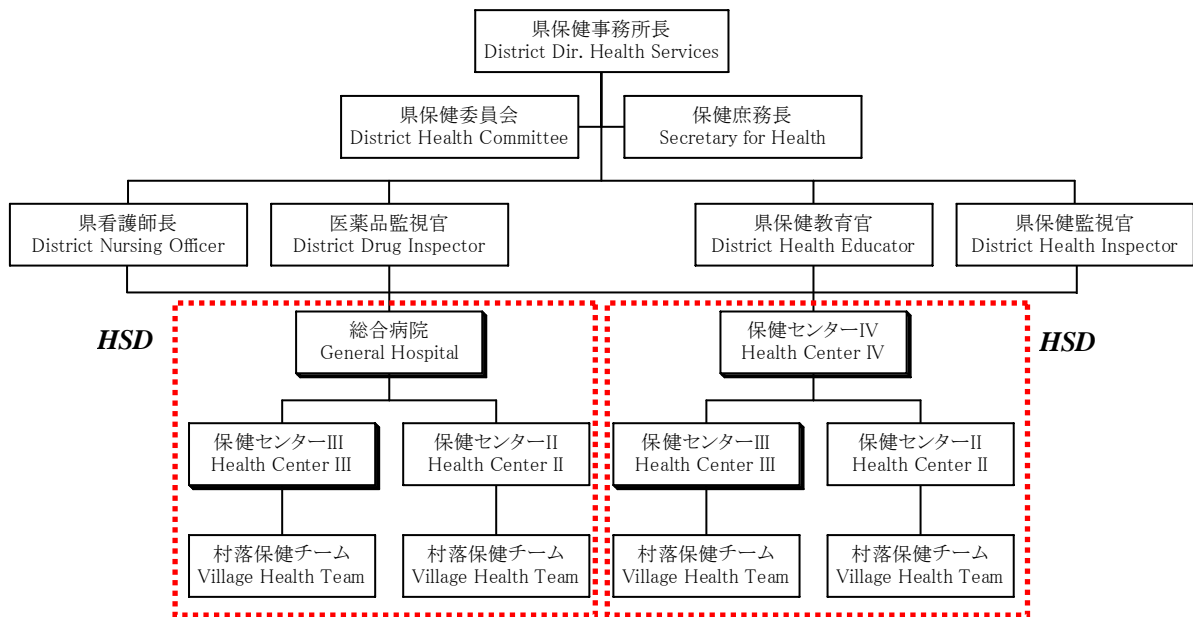 県保健事務所長
District Dir. Health Services
県保健委員会
District Health Committee
保健庶務長
Secretary for Health
県看護師長
District Nursing Officer
医薬品監視官
District Drug Inspector
県保健教育官
District Health Educator
県保健監視官
District Health Inspector
HSD
総合病院
General Hospital
保健センターIV
Health Center IV
HSD
保健センターIII
Health Center III
保健センターII
Health Center II
保健センターIII
Health Center III
保健センターII
Health Center II
村落保健チーム
Village Health Team
村落保健チーム
Village Health Team
村落保健チーム
Village Health Team
村落保健チーム
Village Health Team